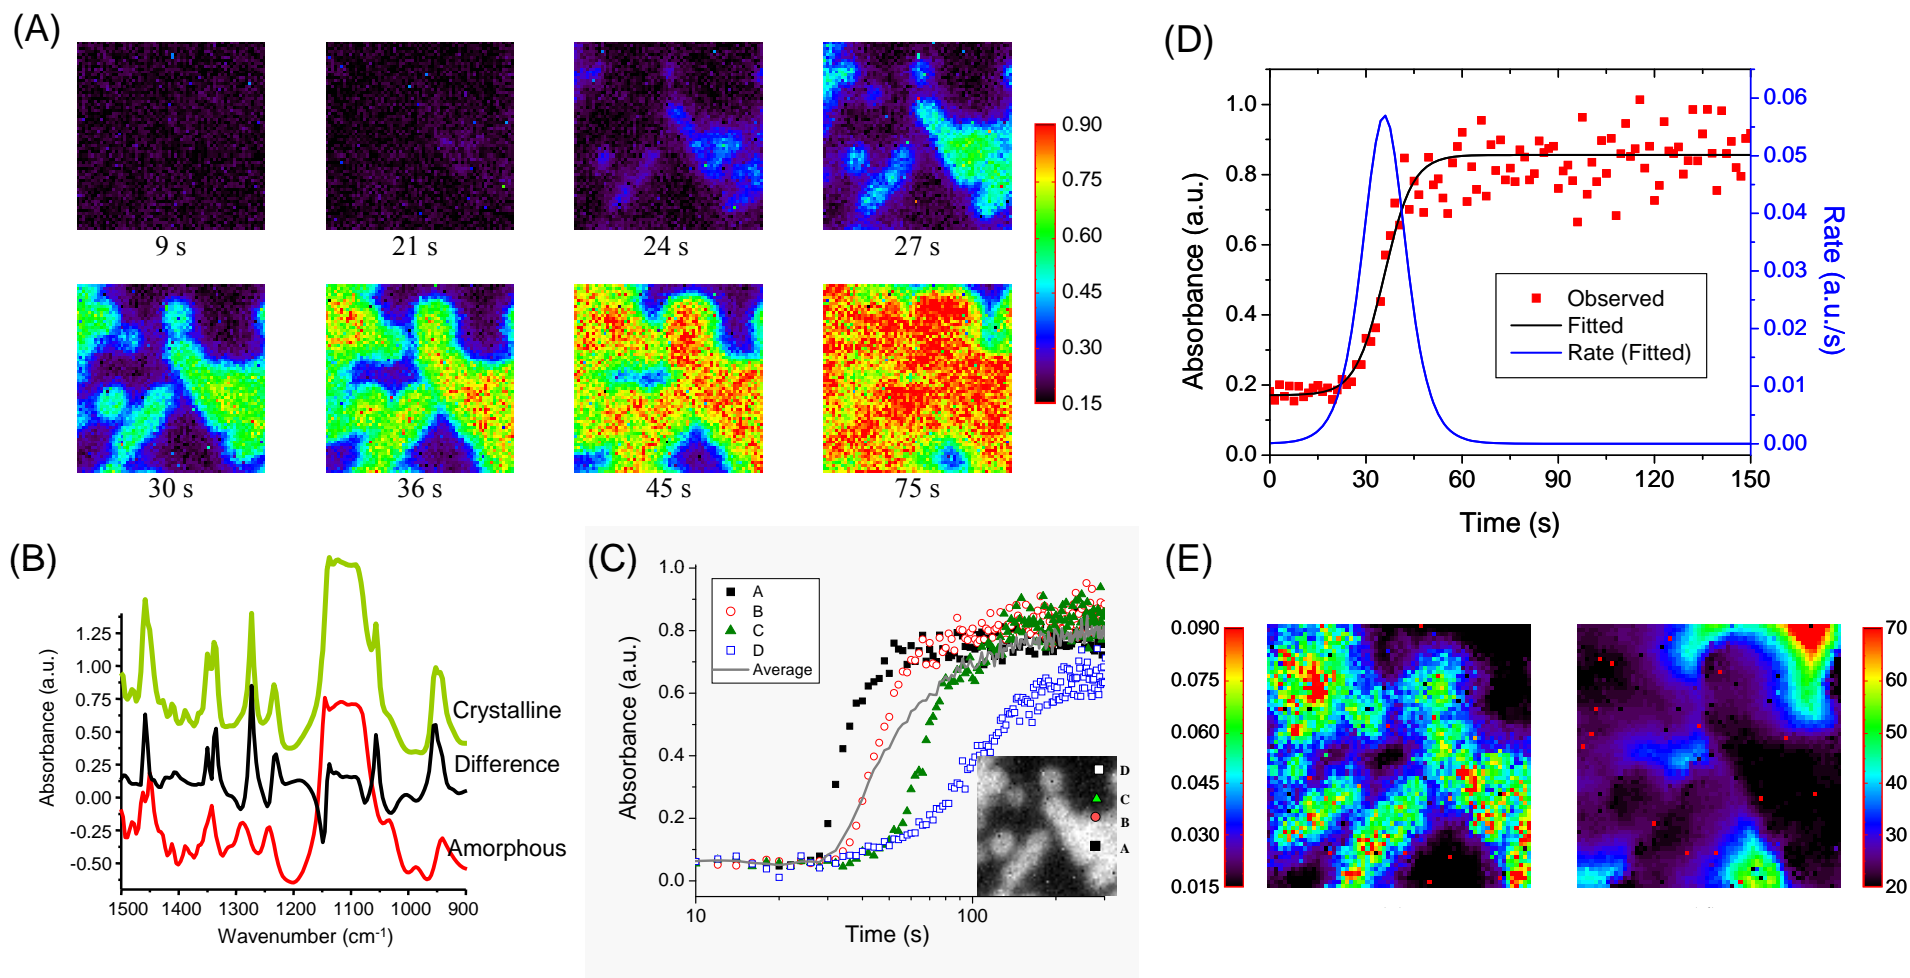 (A)
9 s
21 s
24 s
27 s
30 s
36 s
45 s
75 s
0.90
0.75
0.60
0.45
0.30
0.15
(D)
1.0
0.8
0.6
0.4
0.2
0.0
Absorbance (a.u.)
0.06
0.05
0.04
0.03
0.02
0.01
0.00
Rate (a.u./s)
Observed
Fitted
Rate (Fitted)
0
30
60
90
120
150
Time (s)
(B)
1.25
1.00
0.75
0.50
0.25
0.00
-0.25
-0.50
Absorbance (a.u.)
Crystalline
Difference
Amorphous
1500
1400
1300
1200
1100
1000
900
Wavenumber (cm-1)
(C)
1.0
0.8
0.6
0.4
0.2
0.0
Absorbance (a.u.)
A
B
C
D
Average
D
C
B
A
10
100
Time (s)
(E)
0.090
0.075
0.060
0.045
0.030
0.015
70
60
50
40
30
20